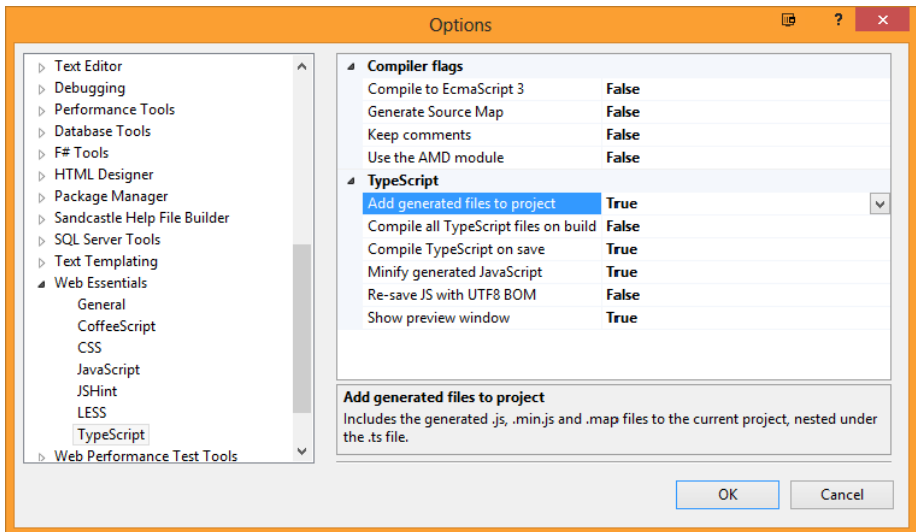 Options
?
Text Editor
Debugging
Performance Tools
Database Tools
F# Tools
HTML Designer
Package Manager
Sandcastle Help File Builder
SQL Server Tools
Text Templating
Web Essentials
General
CoffeeScript
CSS
JavaScript
JSHint
LESS
TypeScript
Web Performance Test Tools
Compiler flags
Compile to EcmaScript 3 False
Generate Source Map False
Keep comments False
Use the AMD module False
TypeScript
Add generated files to project True
Compile all TypeScript files on build False
Compile TypeScript on save True
Minify generated JavaScript True
Re-save JS with UTF8 BOM False
Show preview window True
Add generated files to project
Includes the generated .js, .min.js and .map files to the current project, nested under
the .ts file.
OK Cancel